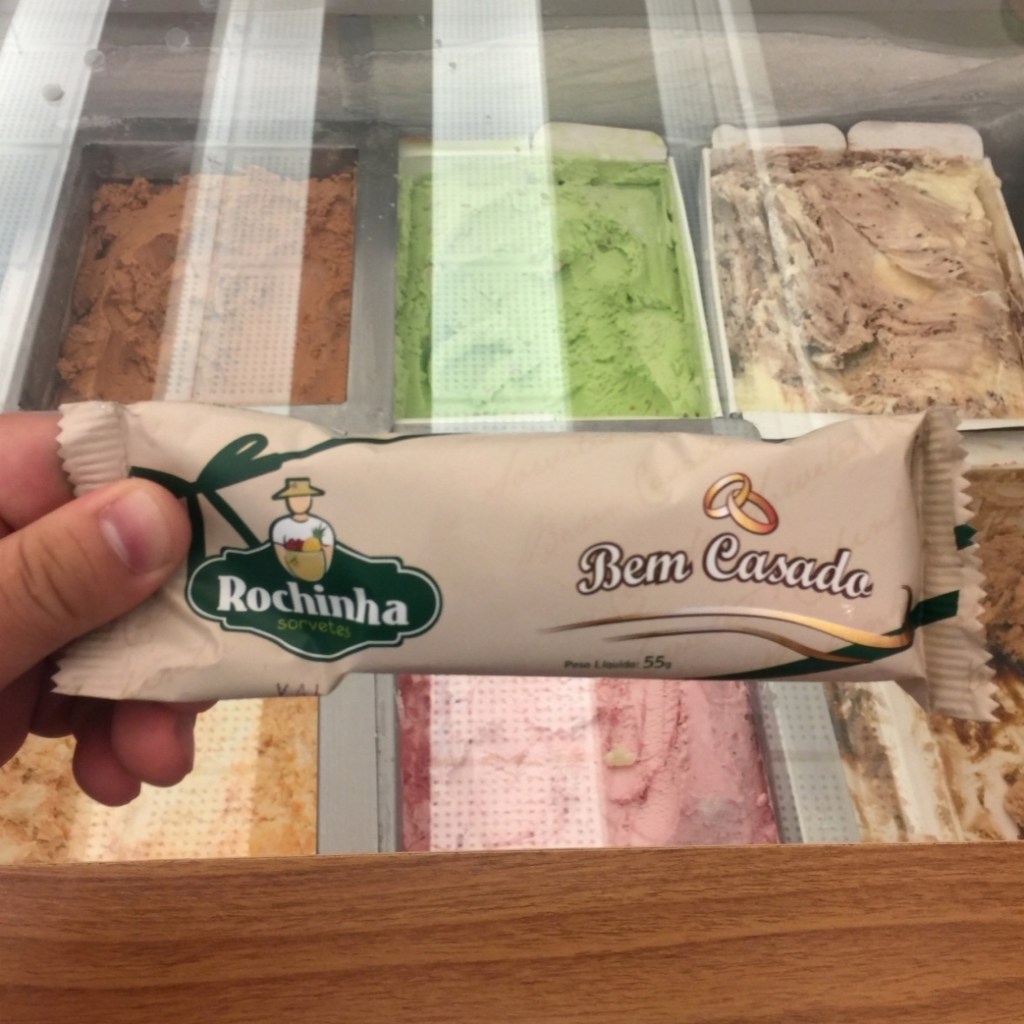 Rochinha
sorvetes
Bem Casado
Peso Líquido: 55g